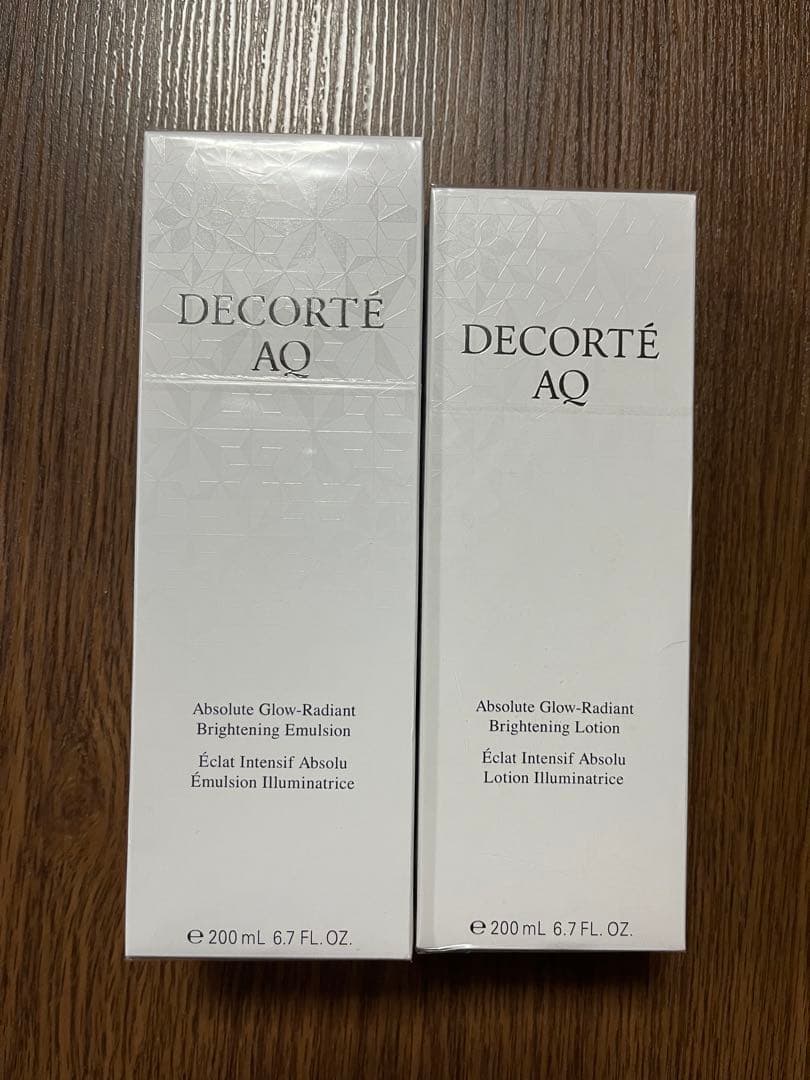 DECORTÉ
AQ
Absolute Glow-Radiant
Brightening Emulsion
Éclat Intensif Absolu
Émulsion Illuminatrice
℮ 200 mL 6.7 FL. OZ.
DECORTÉ
AQ
Absolute Glow-Radiant
Brightening Lotion
Éclat Intensif Absolu
Lotion Illuminatrice
℮ 200 mL 6.7 FL. OZ.